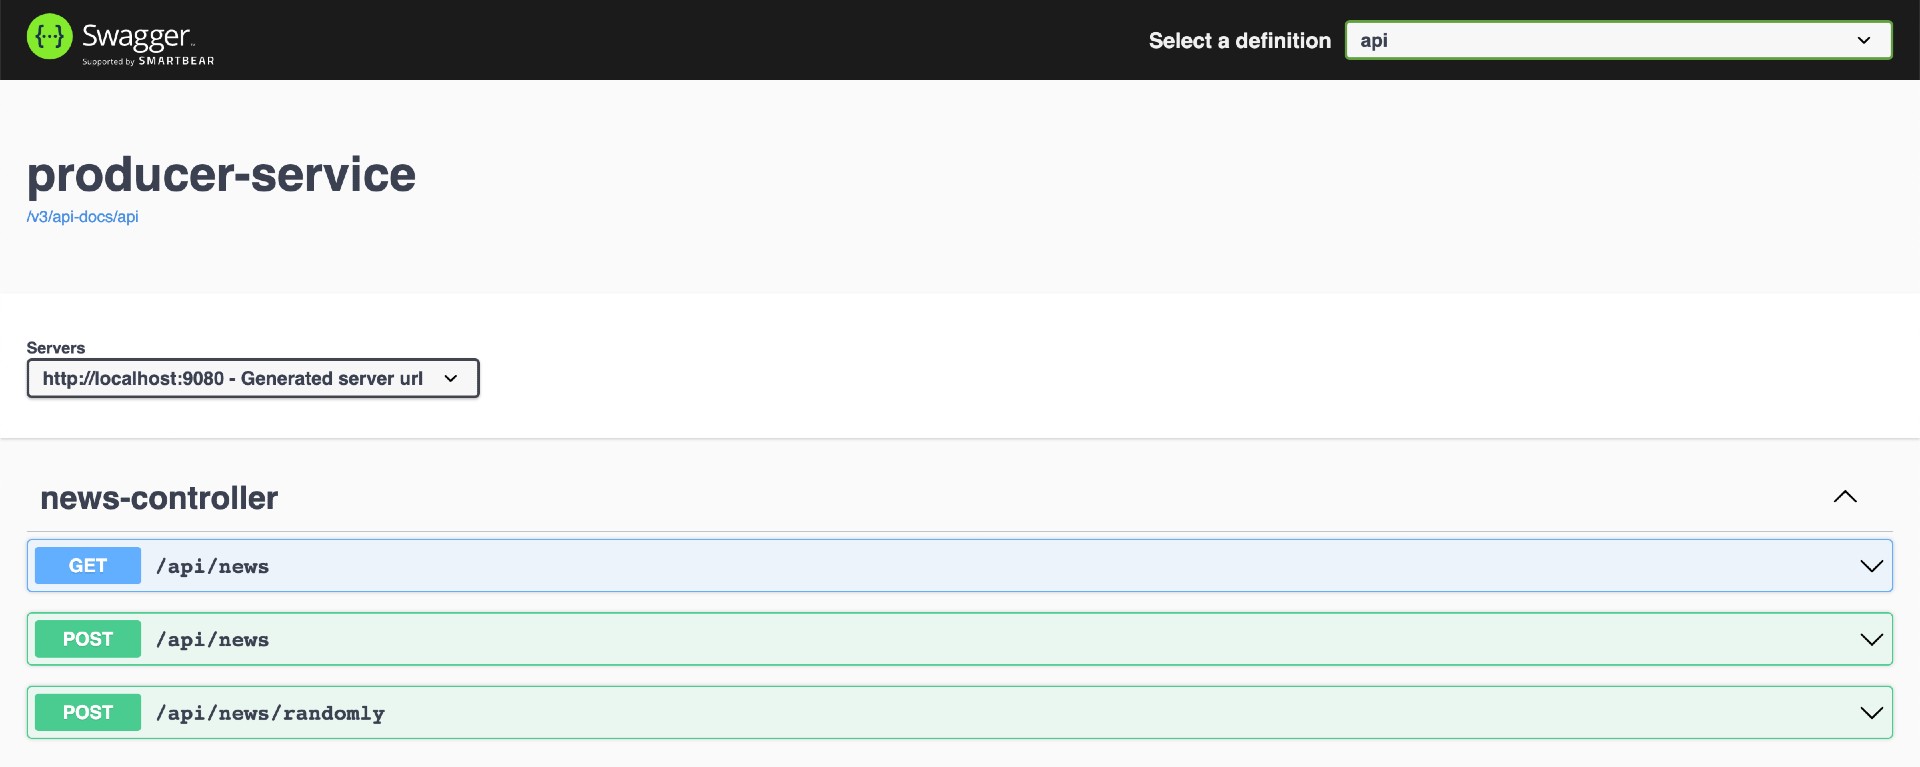 {···} Swagger™
Supported by SMARTBEAR
Select a definition
api
producer-service
/v3/api-docs/api
Servers
http://localhost:9080 - Generated server url
news-controller
GET /api/news
POST /api/news
POST /api/news/randomly